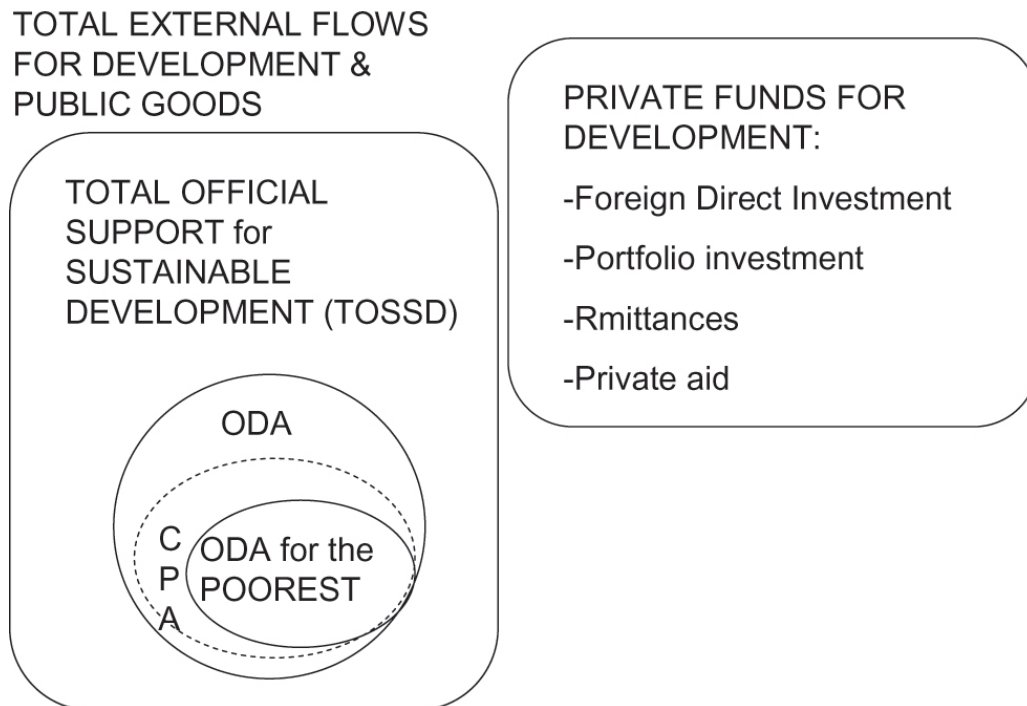 TOTAL EXTERNAL FLOWS
FOR DEVELOPMENT &
PUBLIC GOODS
TOTAL OFFICIAL
SUPPORT for
SUSTAINABLE
DEVELOPMENT (TOSSD)
ODA
C
P
A
ODA for the
POOREST
PRIVATE FUNDS FOR
DEVELOPMENT:
-Foreign Direct Investment
-Portfolio investment
-Rmittances
-Private aid